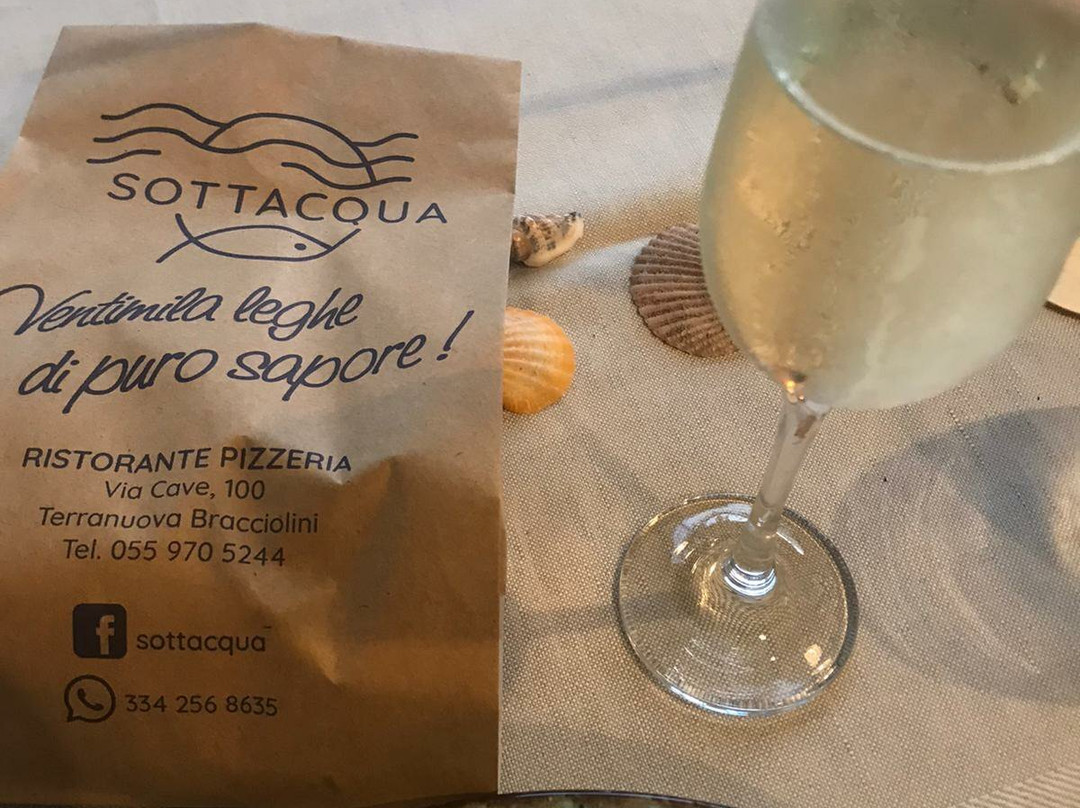 SOTTACQUA
Ventimila leghe
di puro sapore!
RISTORANTE PIZZERIA
Via Cave, 100
Terranuova Bracciolini
Tel. 055 970 5244
f sottacqua
334 256 8635